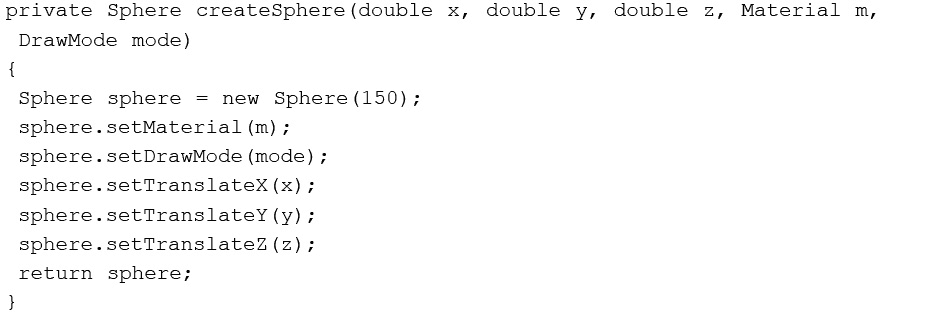 private Sphere createSphere(double x, double y, double z, Material m,
DrawMode mode)
{
Sphere sphere = new Sphere(150);
sphere.setMaterial(m);
sphere.setDrawMode(mode);
sphere.setTranslateX(x);
sphere.setTranslateY(y);
sphere.setTranslateZ(z);
return sphere;
}